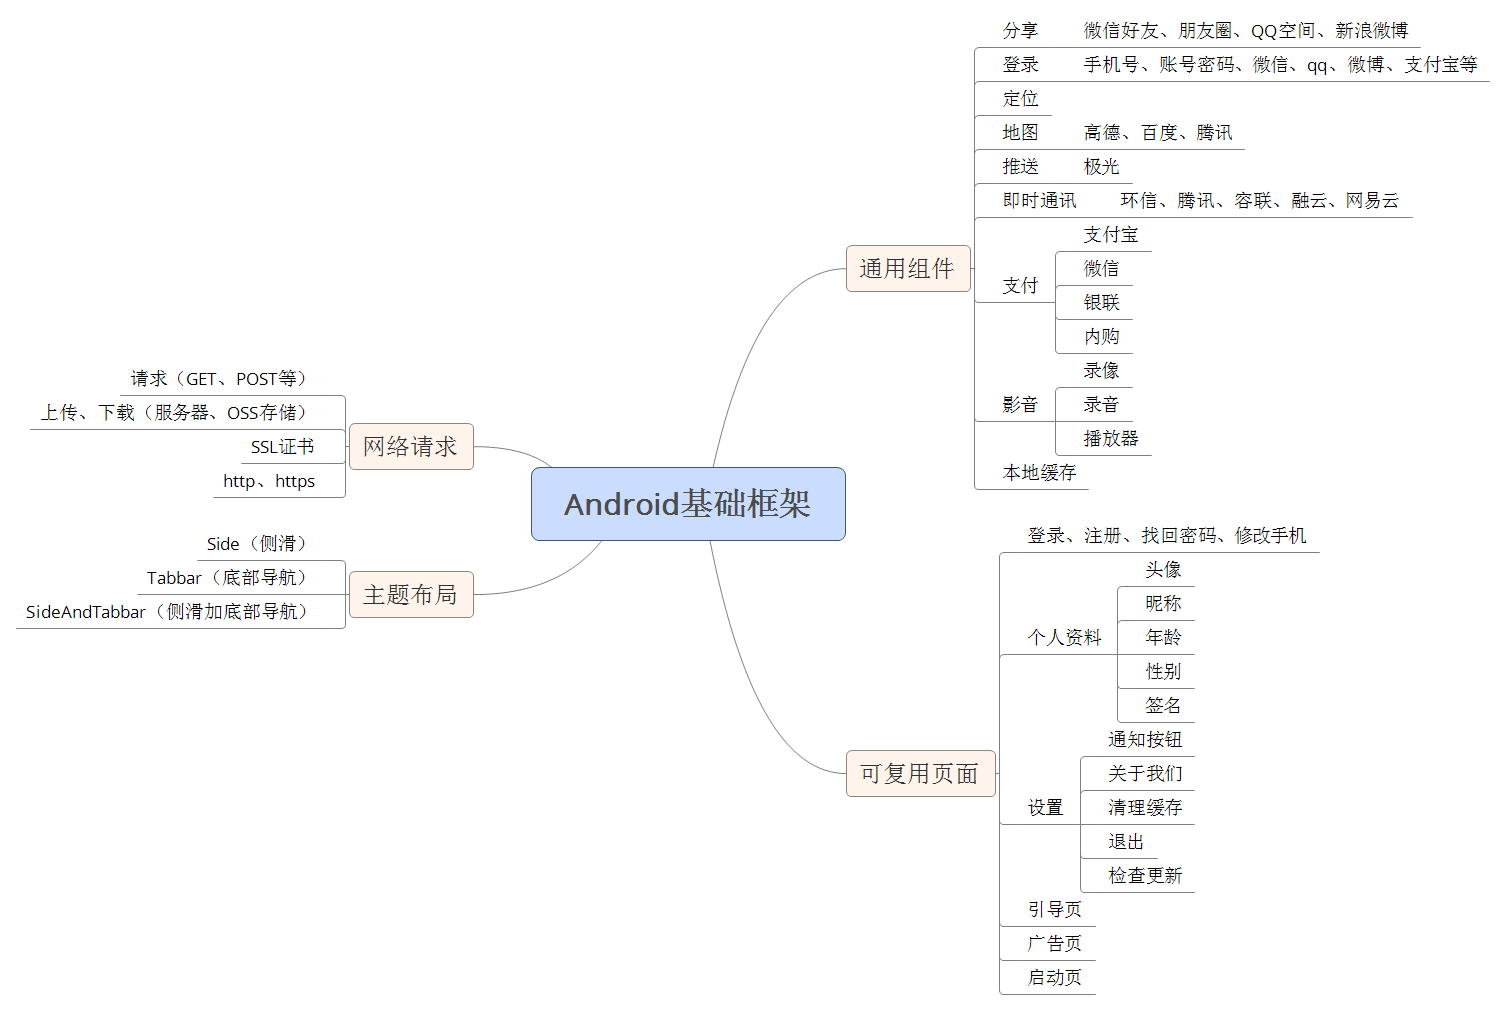 Android基础框架
通用组件
分享 微信好友、朋友圈、QQ空间、新浪微博
登录 手机号、账号密码、微信、qq、微博、支付宝等
定位
地图 高德、百度、腾讯
推送 极光
即时通讯 环信、腾讯、容联、融云、网易云
支付
支付宝
微信
银联
内购
影音
录像
录音
播放器
本地缓存
可复用页面
登录、注册、找回密码、修改手机
个人资料
头像
昵称
年龄
性别
签名
设置
通知按钮
关于我们
清理缓存
退出
检查更新
引导页
广告页
启动页
网络请求
请求（GET、POST等）
上传、下载（服务器、OSS存储）
SSL证书
http、https
主题布局
Side（侧滑）
Tabbar（底部导航）
SideAndTabbar（侧滑加底部导航）